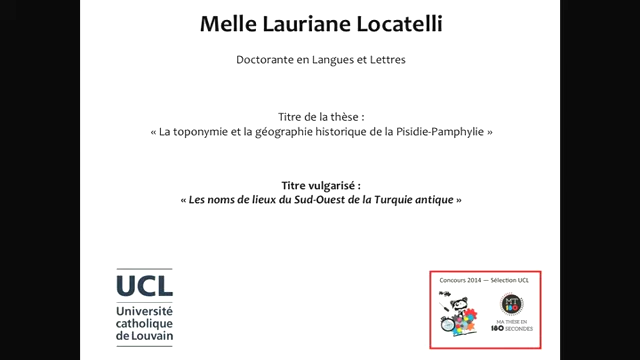 Melle Lauriane Locatelli
Doctorante en Langues et Lettres
Titre de la thèse :
« La toponymie et la géographie historique de la Pisidie-Pamphylie »
Titre vulgarisé :
« Les noms de lieux du Sud-Ouest de la Turquie antique »
UCL
Université
catholique
de Louvain
Concours 2014 — Sélection UCL
MT
180
MA THÈSE EN
180 SECONDES